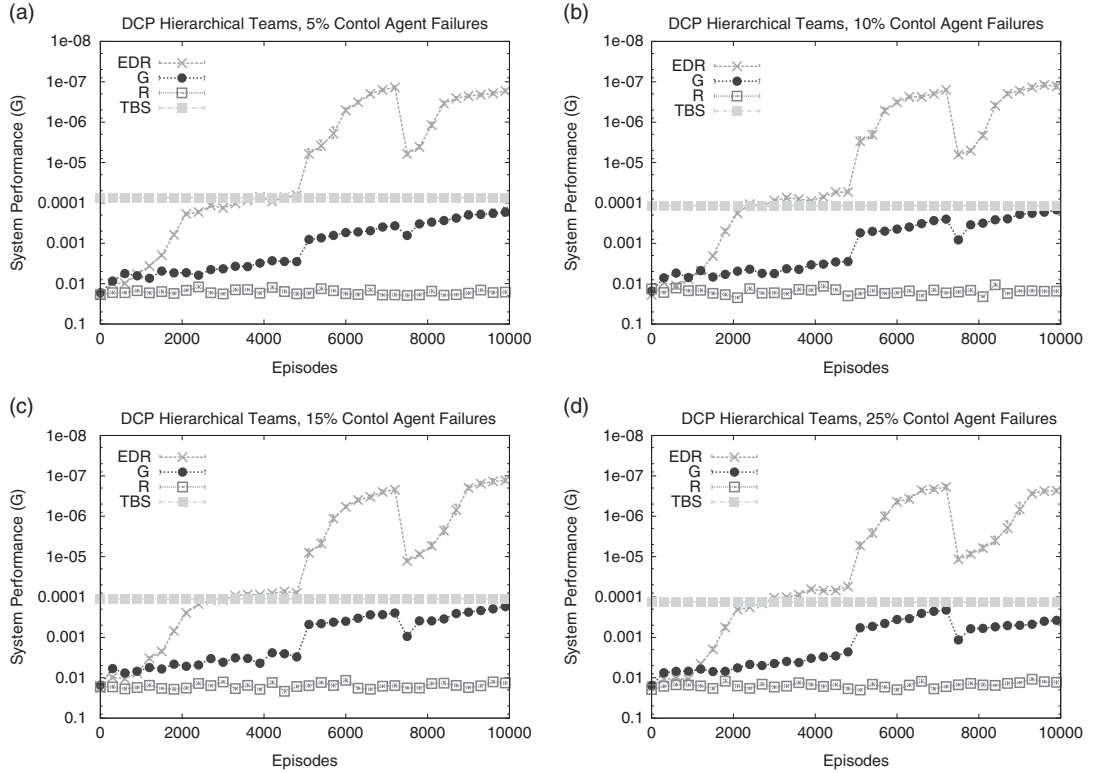 (a)
DCP Hierarchical Teams, 5% Contol Agent Failures
System Performance (G)
1e-08
1e-07
1e-06
1e-05
0.0001
0.001
0.01
0.1
EDR
G
R
TBS
0 2000 4000 6000 8000 10000
Episodes
(b)
DCP Hierarchical Teams, 10% Contol Agent Failures
System Performance (G)
1e-08
1e-07
1e-06
1e-05
0.0001
0.001
0.01
0.1
EDR
G
R
TBS
0 2000 4000 6000 8000 10000
Episodes
(c)
DCP Hierarchical Teams, 15% Contol Agent Failures
System Performance (G)
1e-08
1e-07
1e-06
1e-05
0.0001
0.001
0.01
0.1
EDR
G
R
TBS
0 2000 4000 6000 8000 10000
Episodes
(d)
DCP Hierarchical Teams, 25% Contol Agent Failures
System Performance (G)
1e-08
1e-07
1e-06
1e-05
0.0001
0.001
0.01
0.1
EDR
G
R
TBS
0 2000 4000 6000 8000 10000
Episodes